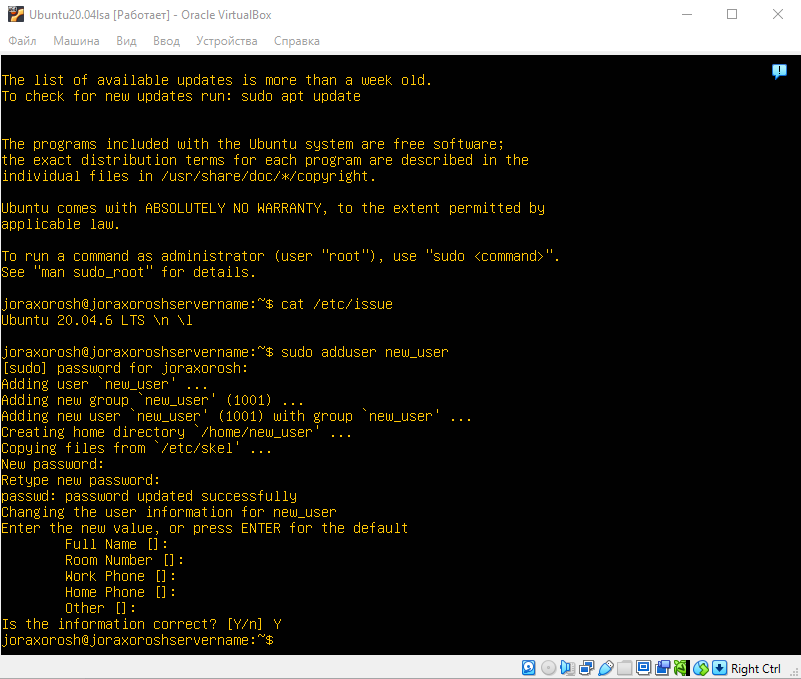 Ubuntu20.04lsa [Работает] - Oracle VirtualBox
Файл Машина Вид Ввод Устройства Справка
The list of available updates is more than a week old.
To check for new updates run: sudo apt update
The programs included with the Ubuntu system are free software;
the exact distribution terms for each program are described in the
individual files in /usr/share/doc/*/copyright.
Ubuntu comes with ABSOLUTELY NO WARRANTY, to the extent permitted by
applicable law.
To run a command as administrator (user "root"), use "sudo <command>".
See "man sudo_root" for details.
joraxorosh@joraxoroshservername:~$ cat /etc/issue
Ubuntu 20.04.6 LTS \n \l
joraxorosh@joraxoroshservername:~$ sudo adduser new_user
[sudo] password for joraxorosh:
Adding user `new_user' ...
Adding new group `new_user' (1001) ...
Adding new user `new_user' (1001) with group `new_user' ...
Creating home directory `/home/new_user' ...
Copying files from `/etc/skel' ...
New password:
Retype new password:
passwd: password updated successfully
Changing the user information for new_user
Enter the new value, or press ENTER for the default
Full Name []:
Room Number []:
Work Phone []:
Home Phone []:
Other []:
Is the information correct? [Y/n] Y
joraxorosh@joraxoroshservername:~$
Right Ctrl